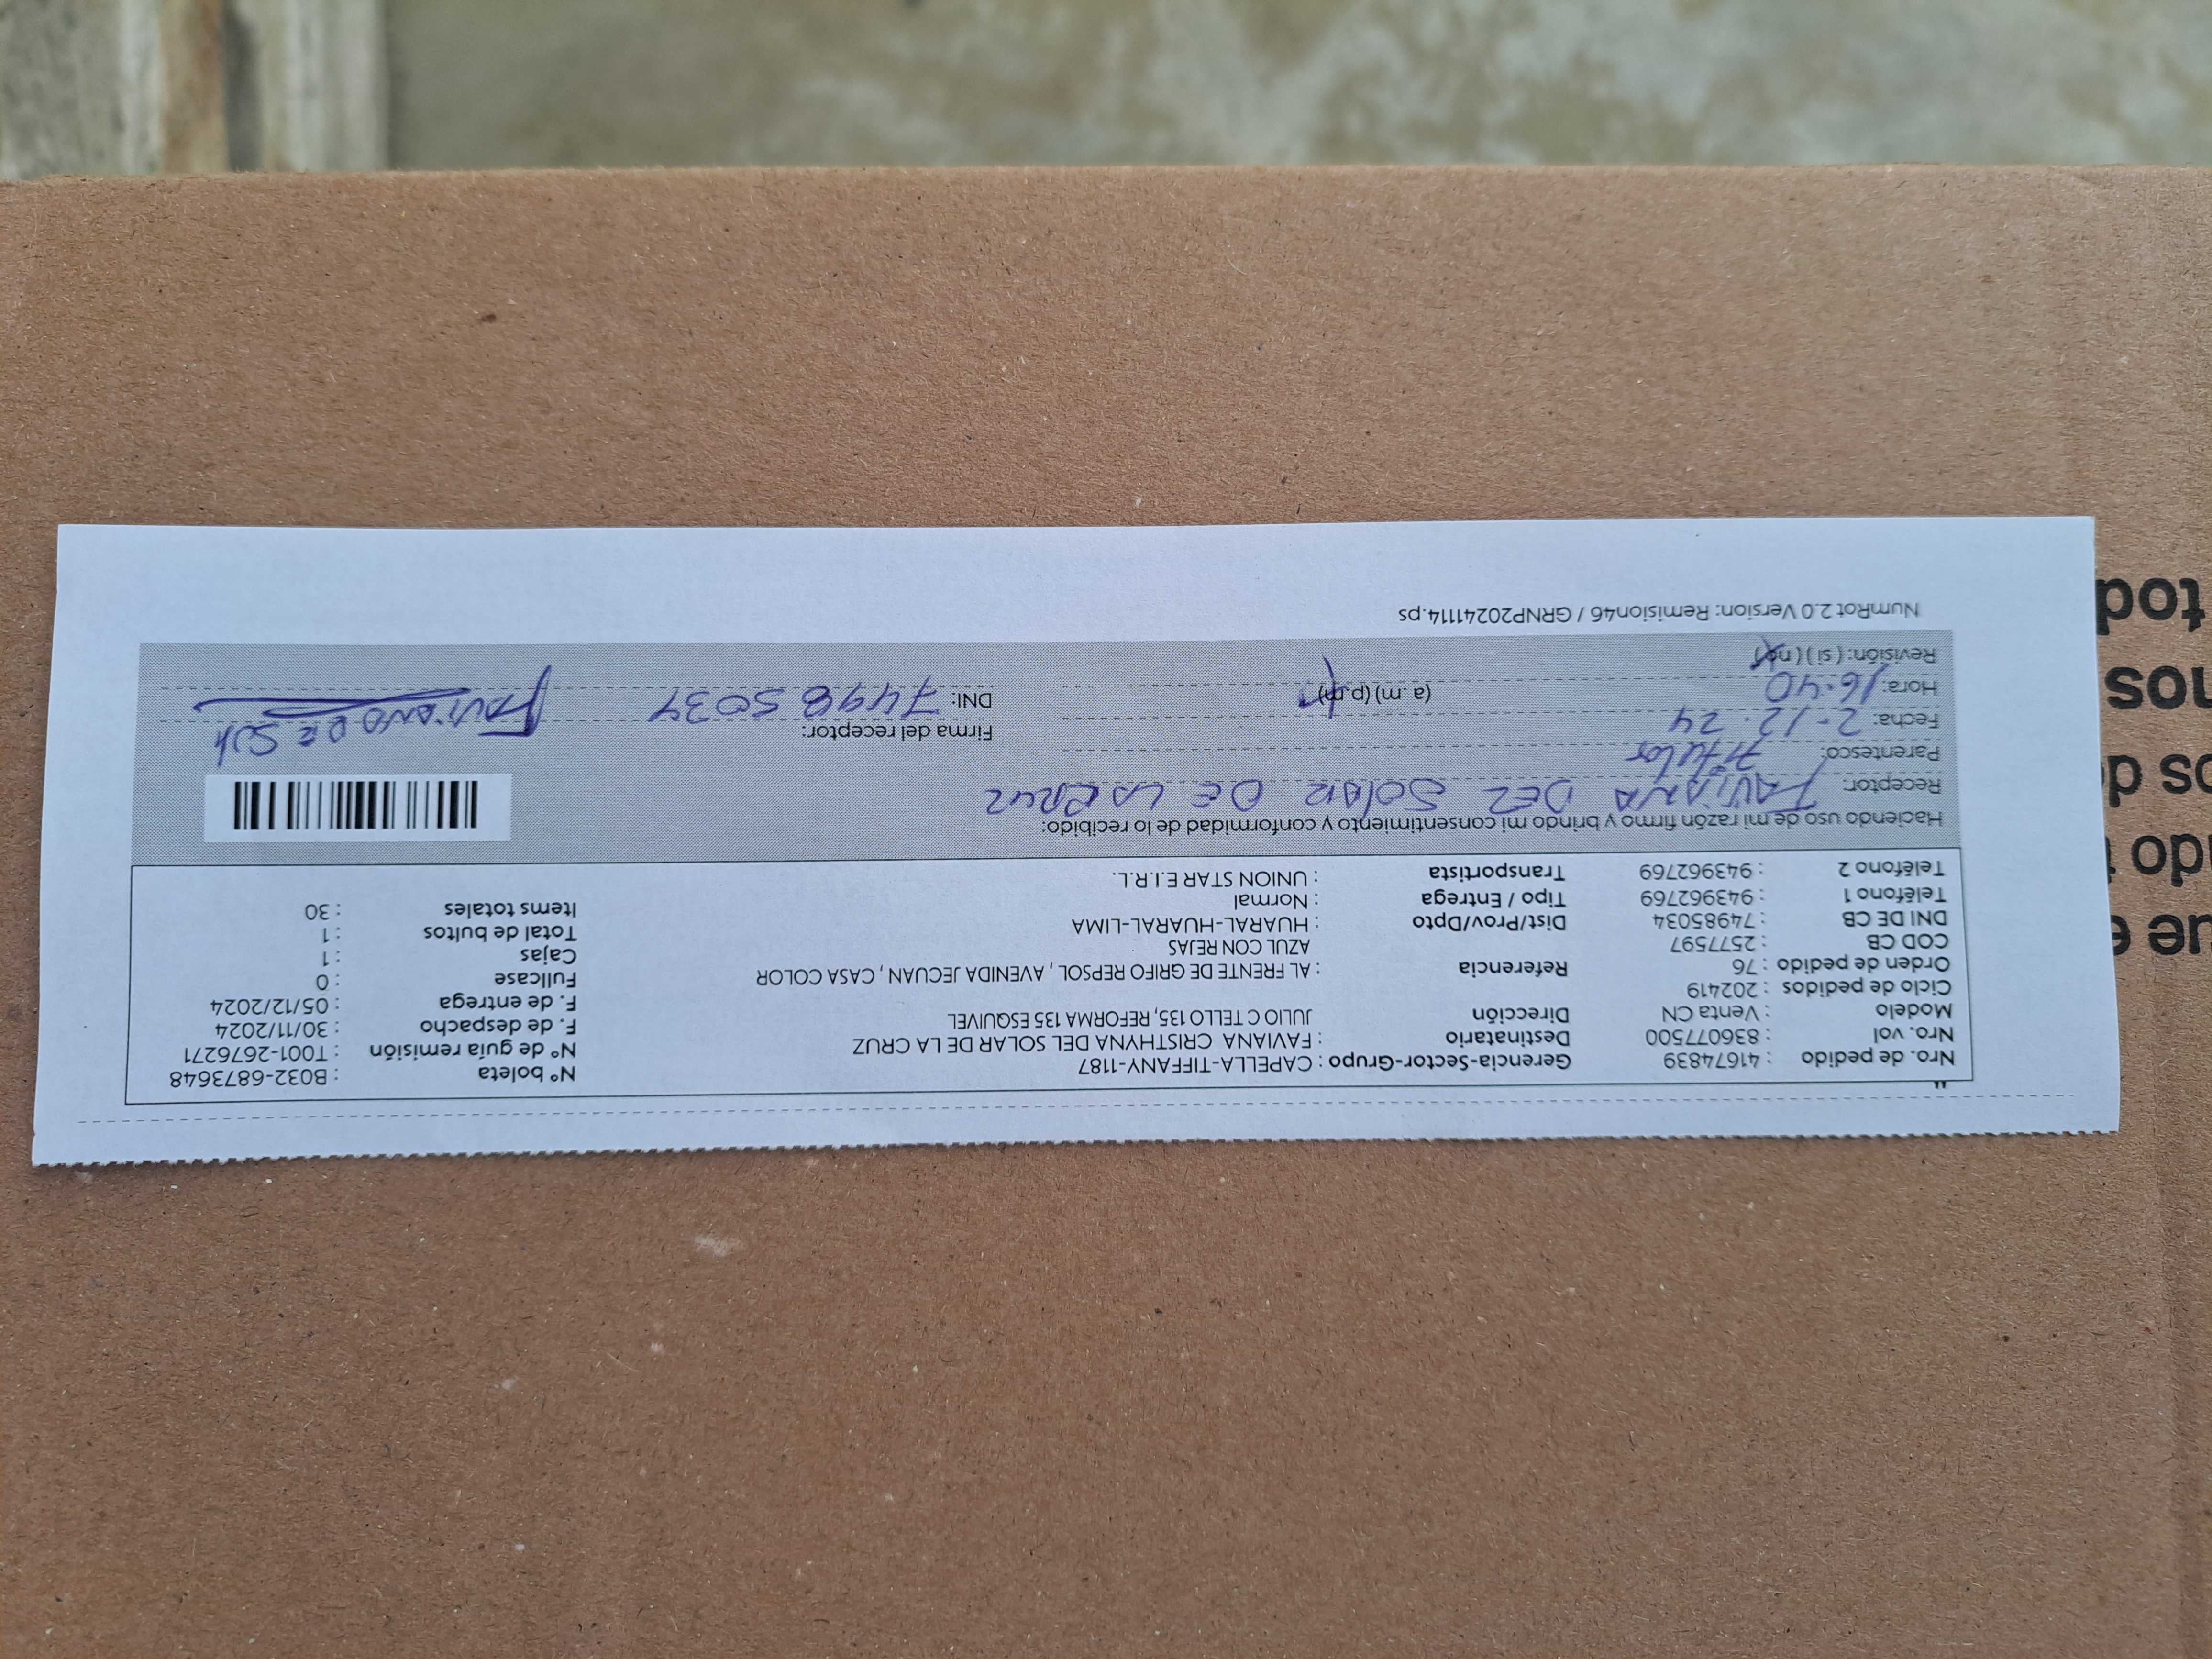 Nro. de pedido : 41674839 Gerencia-Sector-Grupo : CAPELLA-TIFFANY-1187 Nº boleta : B032-6873648
Nro. vol : 836077500 Destinatario : FAVIANA CRISTHYNA DEL SOLAR DE LA CRUZ Nº de guía remisión : T001-2676271
Modelo : Venta CN Dirección JULIO C TELLO 135, REFORMA 135 ESQUIVEL F. de despacho : 30/11/2024
Ciclo de pedidos : 202419 F. de entrega : 05/12/2024
Orden de pedido : 76 Referencia : AL FRENTE DE GRIFO REPSOL , AVENIDA JECUAN , CASA COLOR Fullcase : 0
COD CB : 2577597 AZUL CON REJAS Cajas : 1
DNI DE CB : 74985034 Dist/Prov/Dpto : HUARAL-HUARAL-LIMA Total de bultos : 1
Teléfono 1 : 943962769 Tipo / Entrega : Normal Items totales : 30
Teléfono 2 : 943962769 Transportista : UNION STAR E.I.R.L.
Haciendo uso de mi razón firmo y brindo mi consentimiento y conformidad de lo recibido:
Receptor: FAVIANA DEL SOLAR DE LA CRUZ
Parentesco: Titular
Fecha: 2-12-24 Firma del receptor:
Hora: 16:40 (a. m) (p.m) DNI: 74985034
Revisión: (si) (no)
NumRot 2.0 Version: Remision46 / GRNP20241114.ps